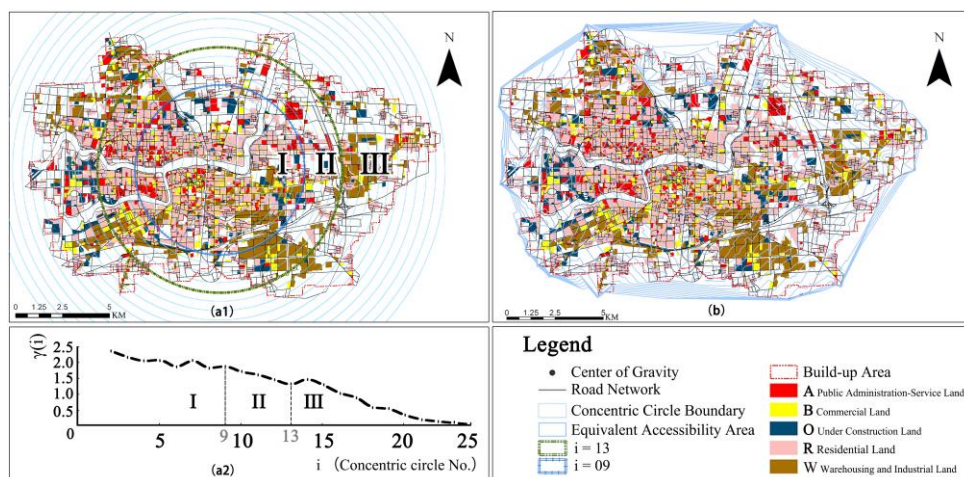 N
I II III
0 1.25 2.5 5
KM
(a1)
N
0 1.25 2.5 5
KM
(b)
γ(i)
2.5
2.0
1.5
1.0
0.5
0
I II III
5 9 10 13 15 20 25
i (Concentric circle No.)
(a2)
Legend
Center of Gravity
Road Network
Concentric Circle Boundary
Equivalent Accessibility Area
i = 13
i = 09
Build-up Area
A Public Administration-Service Land
B Commercial Land
O Under Construction Land
R Residential Land
W Warehousing and Industrial Land